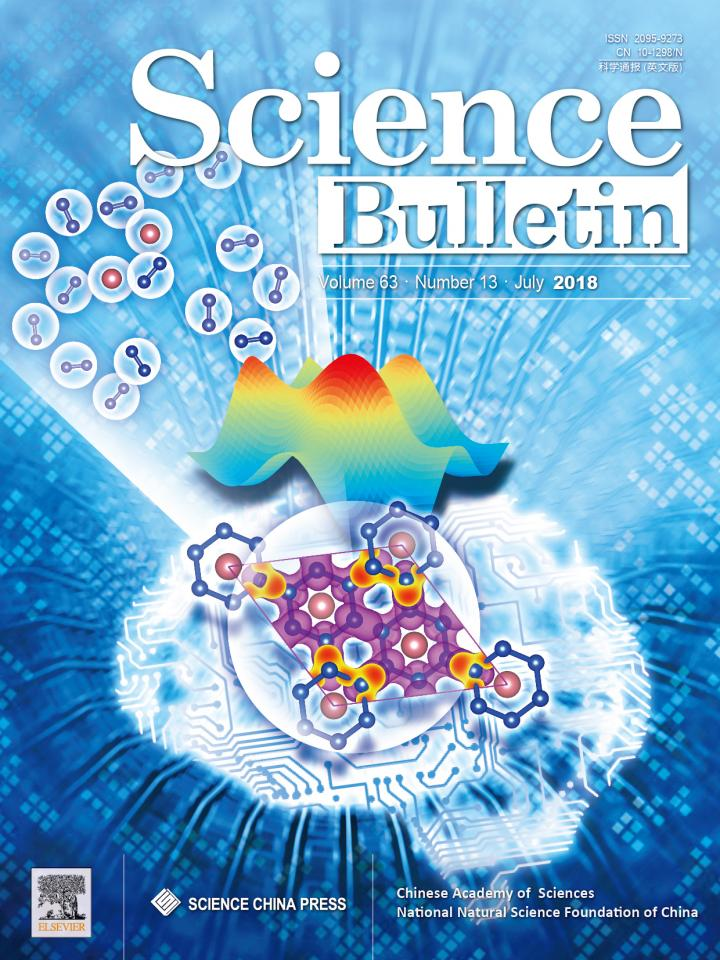 ISSN 2095-9273
CN 10-1298/N
科学通报 (英文版)
Science
Bulletin
Volume 63 · Number 13 · July 2018
ELSEVIER
SCIENCE CHINA PRESS
Chinese Academy of Sciences
National Natural Science Foundation of China